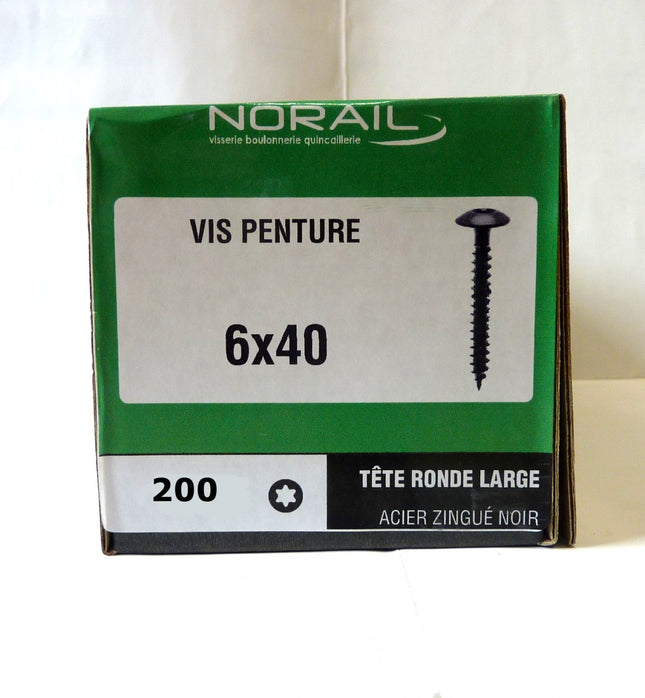 NORAIL
visserie boulonnerie quincaillerie
VIS PENTURE
6x40
200
TÊTE RONDE LARGE
ACIER ZINGUÉ NOIR